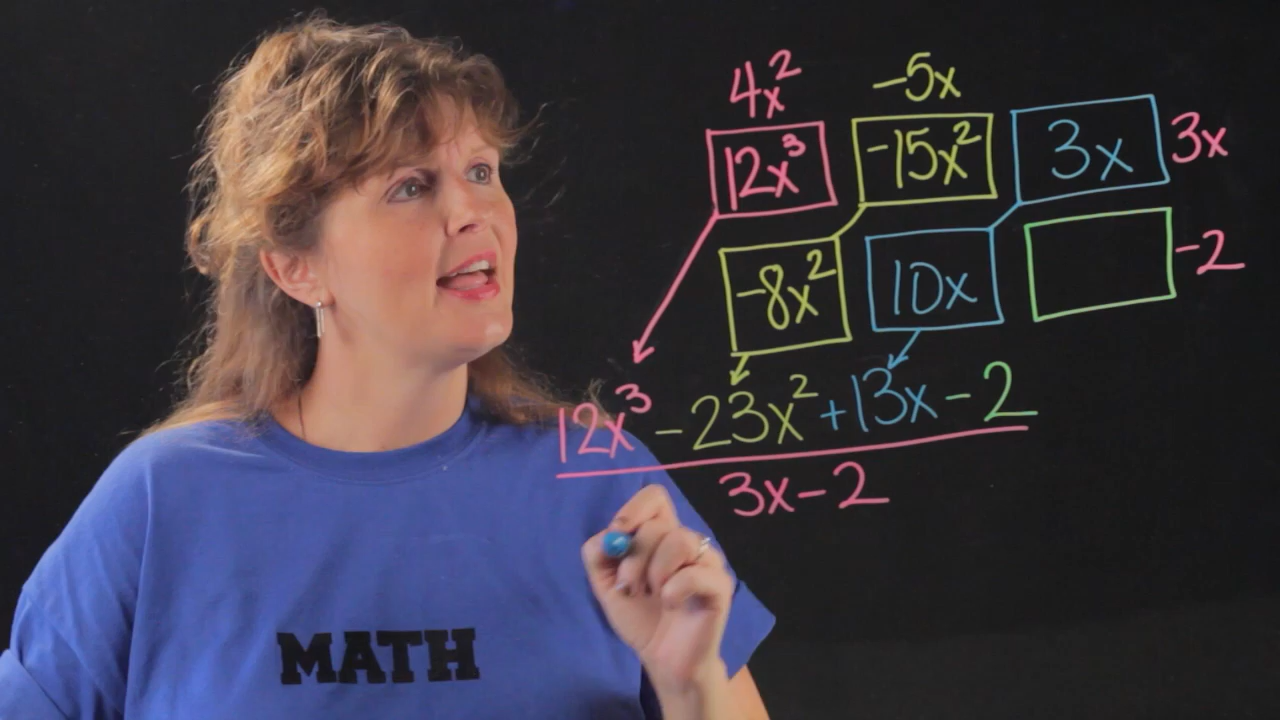 4x² -5x
12x³ -15x² 3x 3x
-8x² 10x -2
12x³ -23x² +13x -2
3x-2
MATH